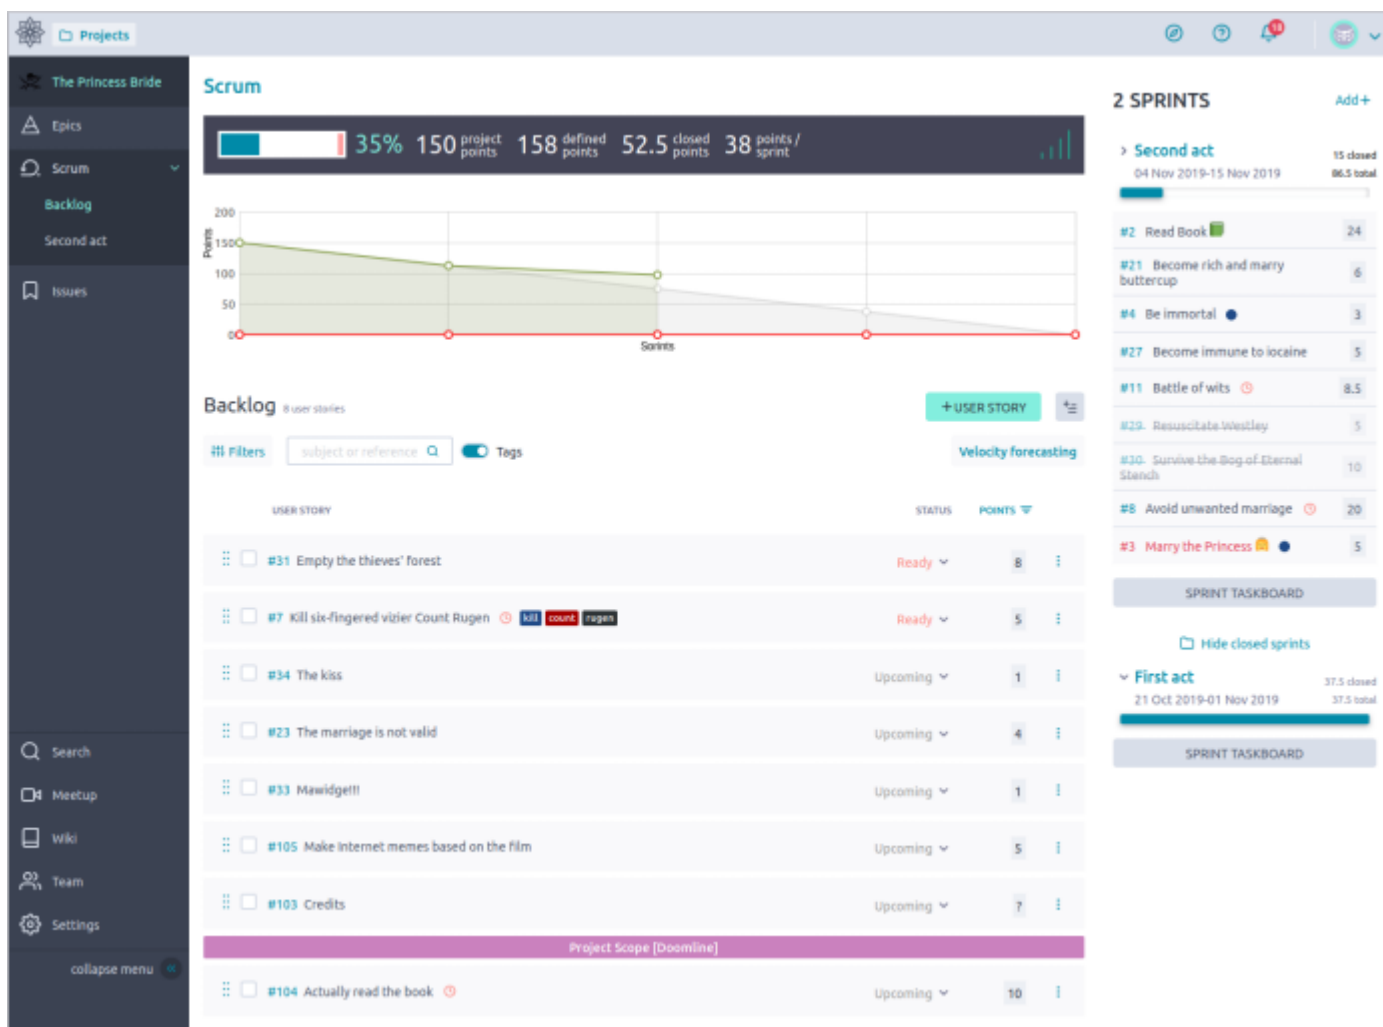 Projects
18
The Princess Bride
Epics
Scrum
Backlog
Second act
Issues
Search
Meetup
Wiki
Team
Settings
collapse menu
Scrum
35% 150 project points 158 defined points 52.5 closed points 38 points / sprint
200
150
100
50
0
Points
Sprints
Backlog 8 user stories
+ USER STORY
Filters
subject or reference
Tags
Velocity forecasting
USER STORY STATUS POINTS
#31 Empty the thieves' forest Ready 8
#7 Kill six-fingered vizier Count Rugen kill count rugen Ready 5
#34 The kiss Upcoming 1
#23 The marriage is not valid Upcoming 4
#33 Mawidge!!! Upcoming 1
#105 Make Internet memes based on the film Upcoming 5
#103 Credits Upcoming ?
Project Scope [Doomline]
#104 Actually read the book Upcoming 10
2 SPRINTS Add+
Second act 15 closed
04 Nov 2019-15 Nov 2019 86.5 total
#2 Read Book 24
#21 Become rich and marry
buttercup 6
#4 Be immortal 3
#27 Become immune to iocaine 5
#11 Battle of wits 8.5
#29 Resuscitate Westley 5
#30 Survive the Bog of Eternal
Stench 10
#8 Avoid unwanted marriage 20
#3 Marry the Princess 5
SPRINT TASKBOARD
Hide closed sprints
First act 37.5 closed
21 Oct 2019-01 Nov 2019 37.5 total
SPRINT TASKBOARD